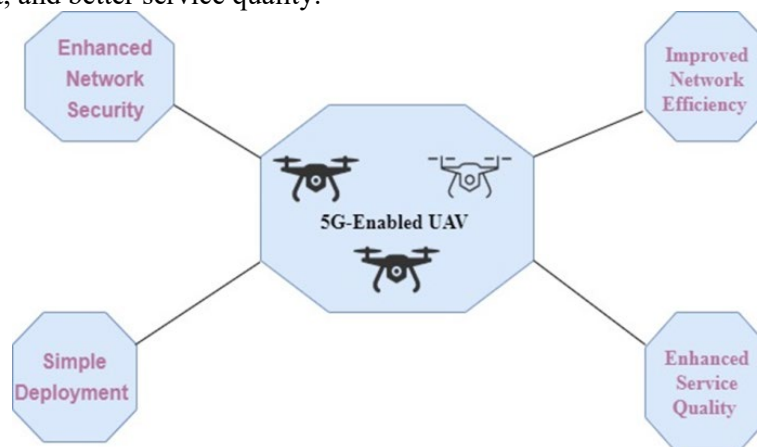 , and better service quality.
Enhanced
Network
Security
Improved
Network
Efficiency
5G-Enabled UAV
Simple
Deployment
Enhanced
Service
Quality